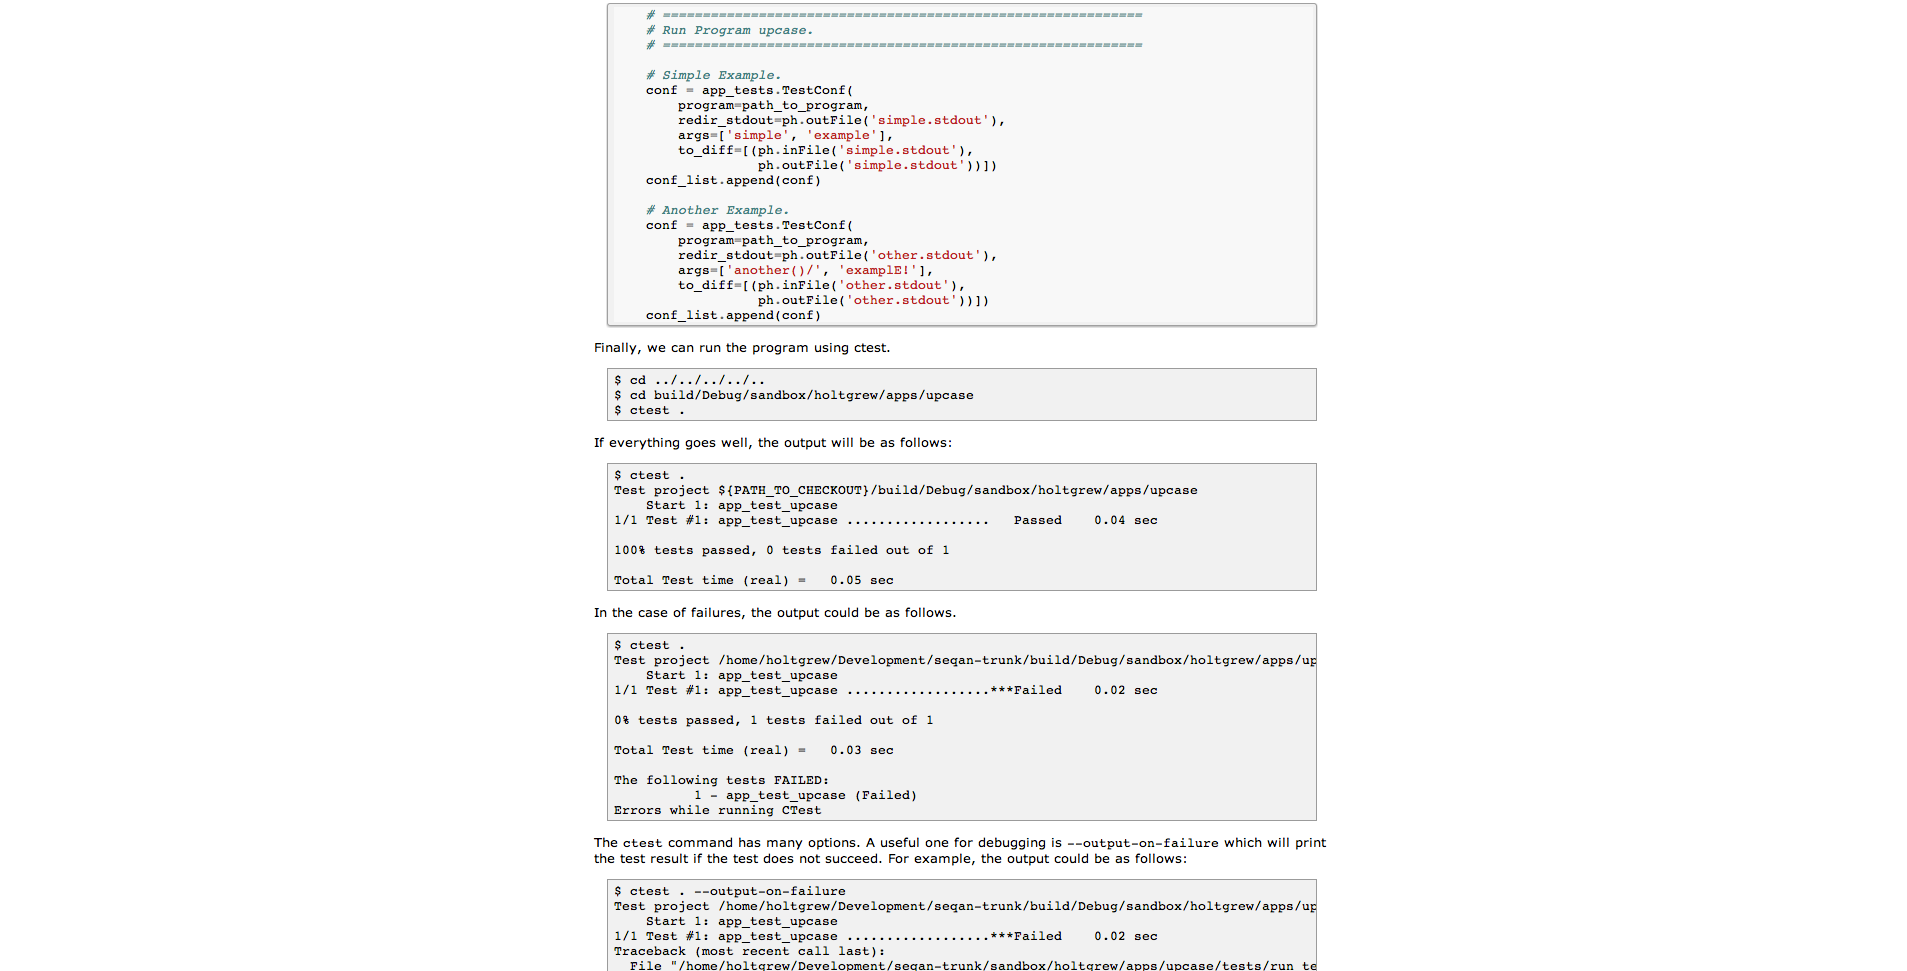 # ============================================================
# Run Program upcase.
# ============================================================
# Simple Example.
conf = app_tests.TestConf(
program=path_to_program,
redir_stdout=ph.outFile('simple.stdout'),
args=['simple', 'example'],
to_diff=[(ph.inFile('simple.stdout'),
ph.outFile('simple.stdout'))])
conf_list.append(conf)
# Another Example.
conf = app_tests.TestConf(
program=path_to_program,
redir_stdout=ph.outFile('other.stdout'),
args=['another()/', 'examplE!'],
to_diff=[(ph.inFile('other.stdout'),
ph.outFile('other.stdout'))])
conf_list.append(conf)
Finally, we can run the program using ctest.
$ cd ../../../../..
$ cd build/Debug/sandbox/holtgrew/apps/upcase
$ ctest .
If everything goes well, the output will be as follows:
$ ctest .
Test project ${PATH_TO_CHECKOUT}/build/Debug/sandbox/holtgrew/apps/upcase
Start 1: app_test_upcase
1/1 Test #1: app_test_upcase ..................   Passed    0.04 sec
100% tests passed, 0 tests failed out of 1
Total Test time (real) =   0.05 sec
In the case of failures, the output could be as follows.
$ ctest .
Test project /home/holtgrew/Development/seqan-trunk/build/Debug/sandbox/holtgrew/apps/up
Start 1: app_test_upcase
1/1 Test #1: app_test_upcase ..................***Failed    0.02 sec
0% tests passed, 1 tests failed out of 1
Total Test time (real) =   0.03 sec
The following tests FAILED:
1 - app_test_upcase (Failed)
Errors while running CTest
The ctest command has many options. A useful one for debugging is --output-on-failure which will print
the test result if the test does not succeed. For example, the output could be as follows:
$ ctest . --output-on-failure
Test project /home/holtgrew/Development/seqan-trunk/build/Debug/sandbox/holtgrew/apps/up
Start 1: app_test_upcase
1/1 Test #1: app_test_upcase ..................***Failed    0.02 sec
Traceback (most recent call last):
File "/home/holtgrew/Development/seqan-trunk/sandbox/holtgrew/apps/upcase/tests/run_te